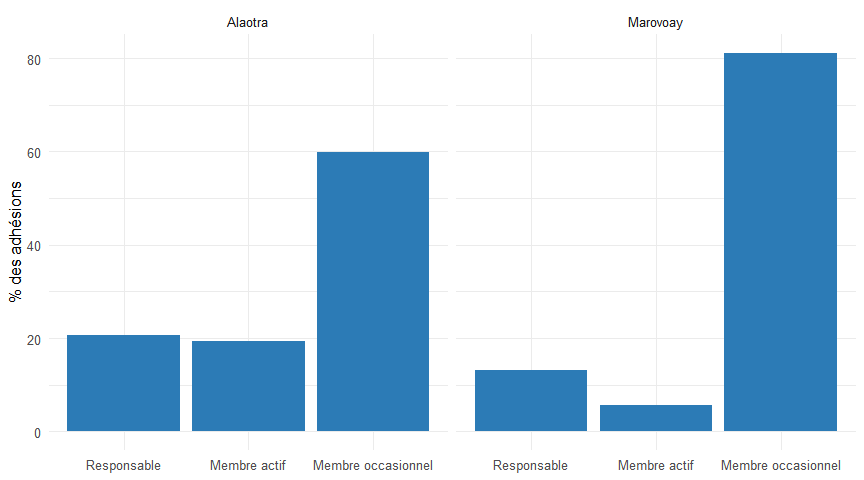 Alaotra
Marovoay
% des adhésions
80
60
40
20
0
Responsable
Membre actif
Membre occasionnel
Responsable
Membre actif
Membre occasionnel